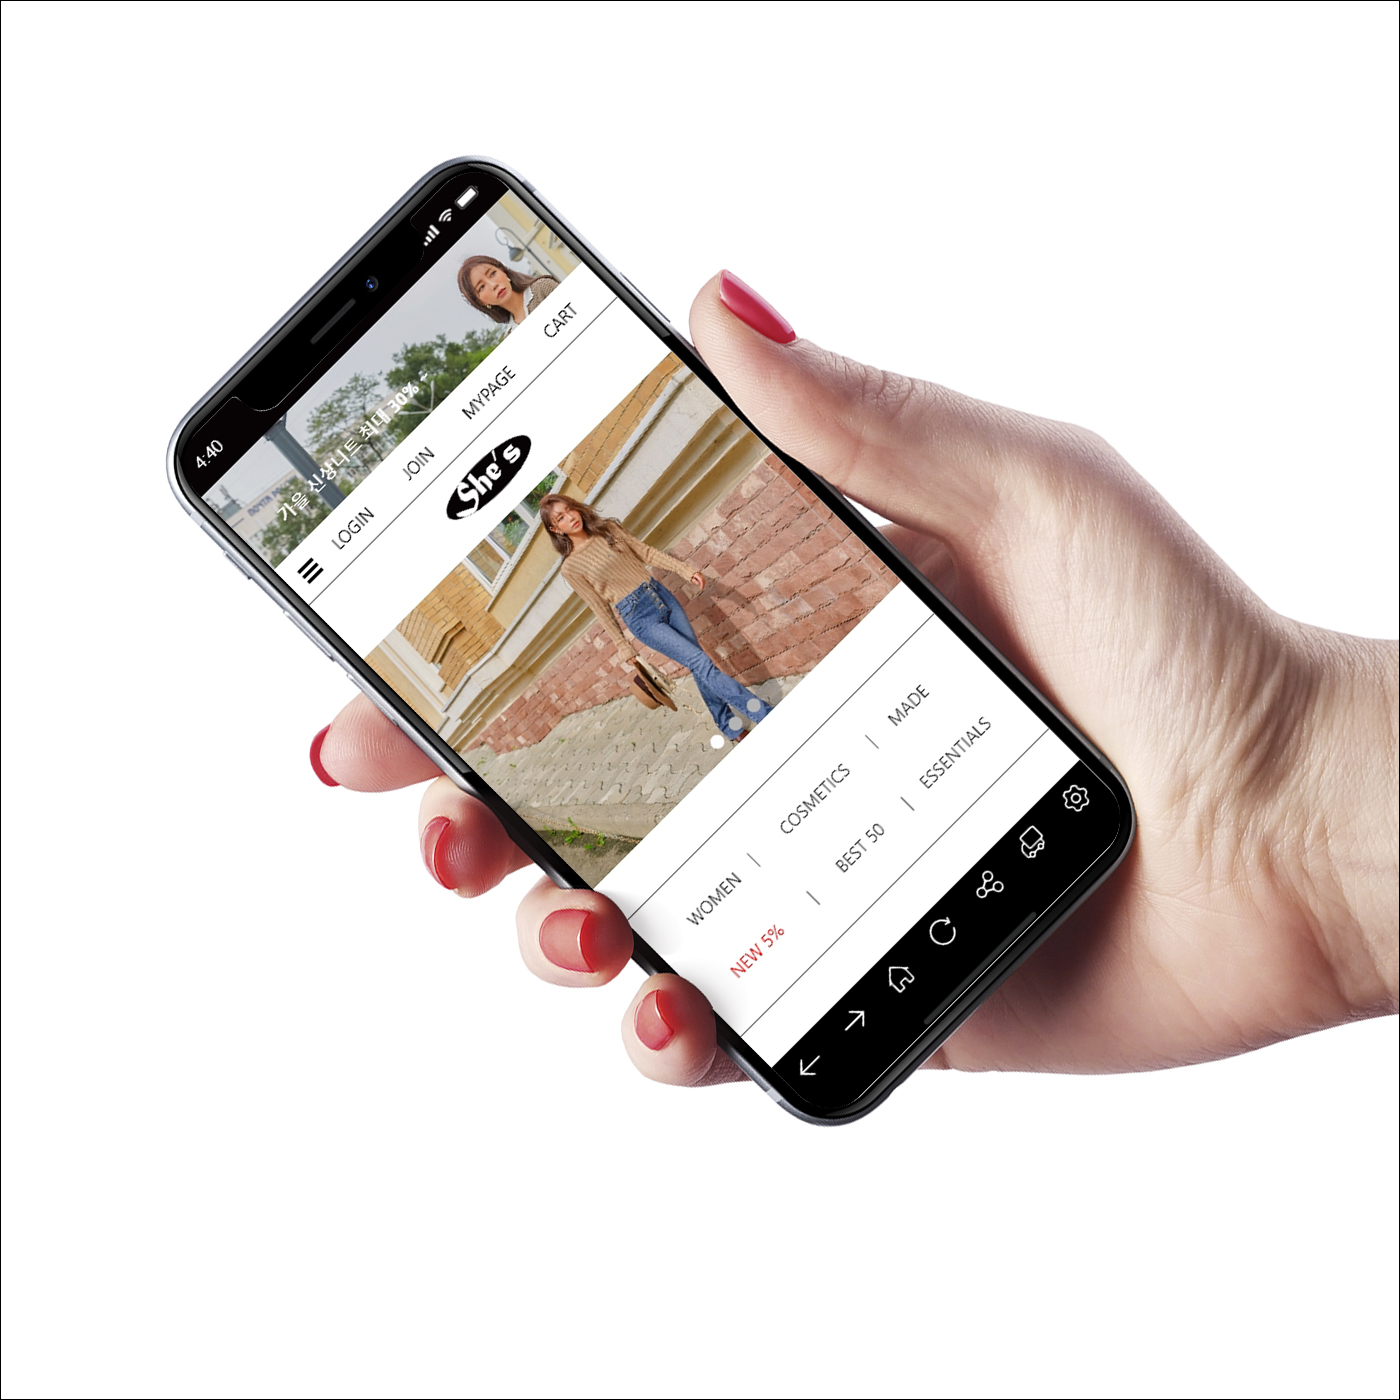 4:40
가을 신상니트 최대 30% ~
LOGIN JOIN MYPAGE CART
She's
WOMEN | COSMETICS | MADE
NEW 5% | BEST 50 | ESSENTIALS